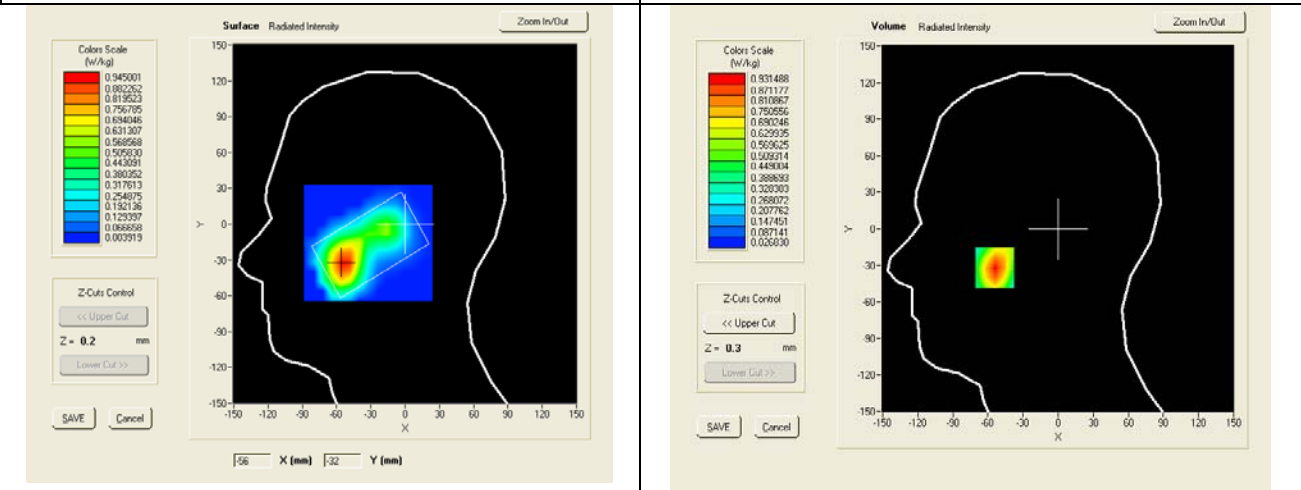 Surface Radiated Intensity
Zoom In/Out
Colors Scale
(W/kg)
0.945001
0.882262
0.819523
0.756785
0.694046
0.631307
0.568568
0.505830
0.443091
0.380352
0.317613
0.254875
0.192136
0.129397
0.066658
0.003919
Z-Cuts Control
<< Upper Cut
Z = 0.2 mm
Lower Cut >>
SAVE
Cancel
150
120
90
60
30
0
-30
-60
-90
-120
-150
Y
-150 -120 -90 -60 -30 0 30 60 90 120 150
X
-56 X (mm) -32 Y (mm)
Volume Radiated Intensity
Zoom In/Out
Colors Scale
(W/kg)
0.931488
0.871177
0.810867
0.750556
0.690246
0.629935
0.569625
0.509314
0.449004
0.388693
0.328383
0.268072
0.207762
0.147451
0.087141
0.026830
Z-Cuts Control
<< Upper Cut
Z = 0.3 mm
Lower Cut >>
SAVE
Cancel
150
120
90
60
30
0
-30
-60
-90
-120
-150
Y
-150 -120 -90 -60 -30 0 30 60 90 120 150
X